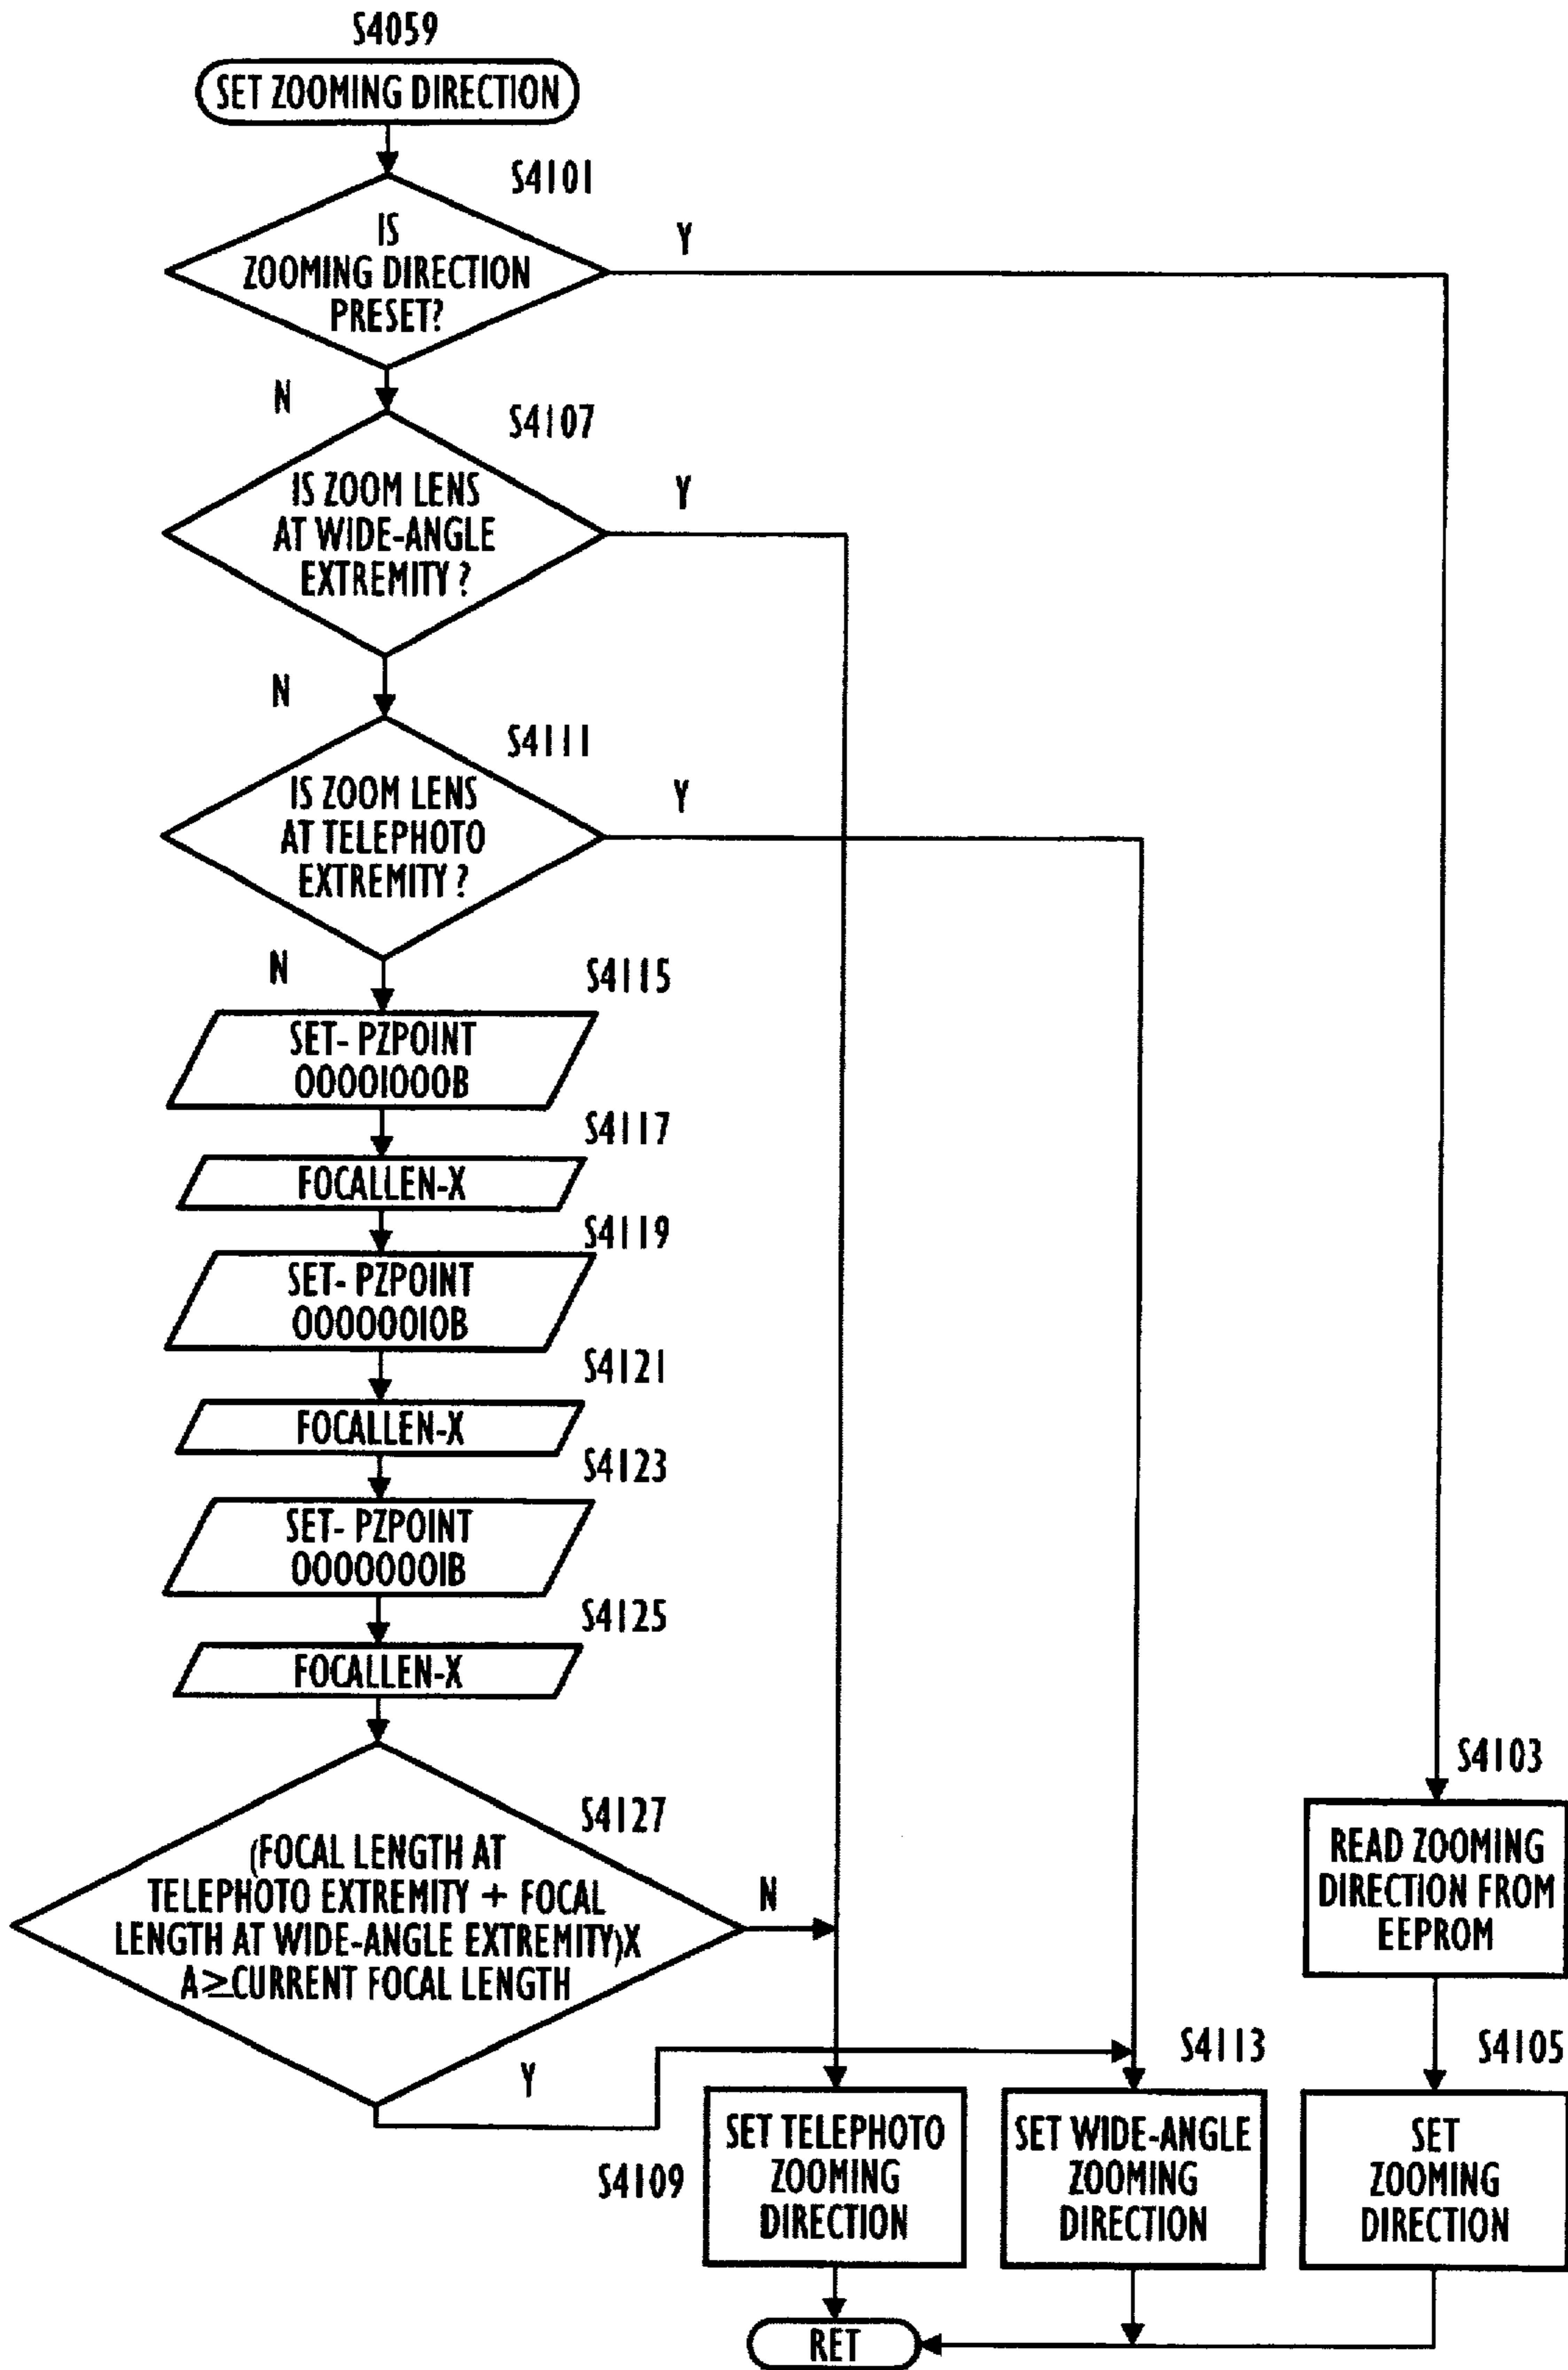 S4059
SET ZOOMING DIRECTION
S4101
IS
ZOOMING DIRECTION
PRESET?
Y
N
S4107
IS ZOOM LENS
AT WIDE-ANGLE
EXTREMITY ?
Y
N
S4111
IS ZOOM LENS
AT TELEPHOTO
EXTREMITY ?
Y
N
S4115
SET- PZPOINT
00001000B
S4117
FOCALLEN-X
S4119
SET- PZPOINT
00000010B
S4121
FOCALLEN-X
S4123
SET- PZPOINT
00000001B
S4125
FOCALLEN-X
S4127
(FOCAL LENGTH AT
TELEPHOTO EXTREMITY + FOCAL
LENGTH AT WIDE-ANGLE EXTREMITY)X
A≥CURRENT FOCAL LENGTH
N
Y
S4103
READ ZOOMING
DIRECTION FROM
EEPROM
S4109
SET TELEPHOTO
ZOOMING
DIRECTION
S4113
SET WIDE-ANGLE
ZOOMING
DIRECTION
S4105
SET
ZOOMING
DIRECTION
RET